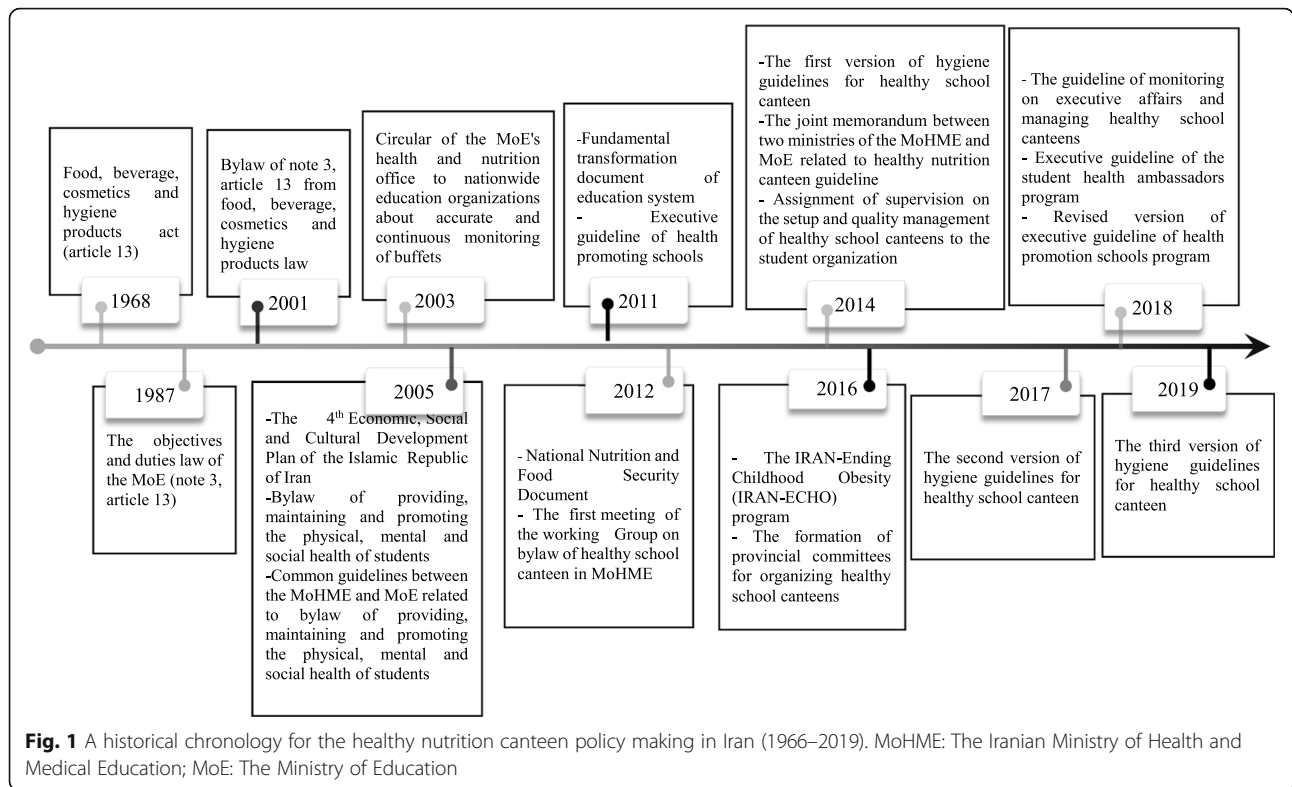 Food, beverage,
cosmetics and
hygiene
products act
(article 13)
1968
Bylaw of note 3,
article 13 from
food, beverage,
cosmetics and
hygiene
products law
2001
Circular of the MoE's
health and nutrition
office to nationwide
education organizations
about accurate and
continuous monitoring
of buffets
2003
-Fundamental
transformation
document of
education system
- Executive
guideline of health
promoting schools
2011
-The first version of hygiene
guidelines for healthy school
canteen
-The joint memorandum between
two ministries of the MoHME and
MoE related to healthy nutrition
canteen guideline
- Assignment of supervision on
the setup and quality management
of healthy school canteens to the
student organization
2014
- The guideline of monitoring
on executive affairs and
managing healthy school
canteens
- Executive guideline of the
student health ambassadors
program
- Revised version of
executive guideline of health
promotion schools program
2018
1987
The objectives
and duties law of
the MoE (note 3,
article 13)
2005
-The 4th Economic, Social
and Cultural Development
Plan of the Islamic Republic
of Iran
-Bylaw of providing,
maintaining and promoting
the physical, mental and
social health of students
-Common guidelines between
the MoHME and MoE related
to bylaw of providing,
maintaining and promoting
the physical, mental and
social health of students
2012
- National Nutrition and
Food Security
Document
- The first meeting of
the working Group on
bylaw of healthy school
canteen in MoHME
2016
- The IRAN-Ending
Childhood Obesity
(IRAN-ECHO)
program
- The formation of
provincial committees
for organizing healthy
school canteens
2017
The second version of
hygiene guidelines for
healthy school canteen
2019
The third version of
hygiene guidelines
for healthy school
canteen
Fig. 1 A historical chronology for the healthy nutrition canteen policy making in Iran (1966–2019). MoHME: The Iranian Ministry of Health and
Medical Education; MoE: The Ministry of Education